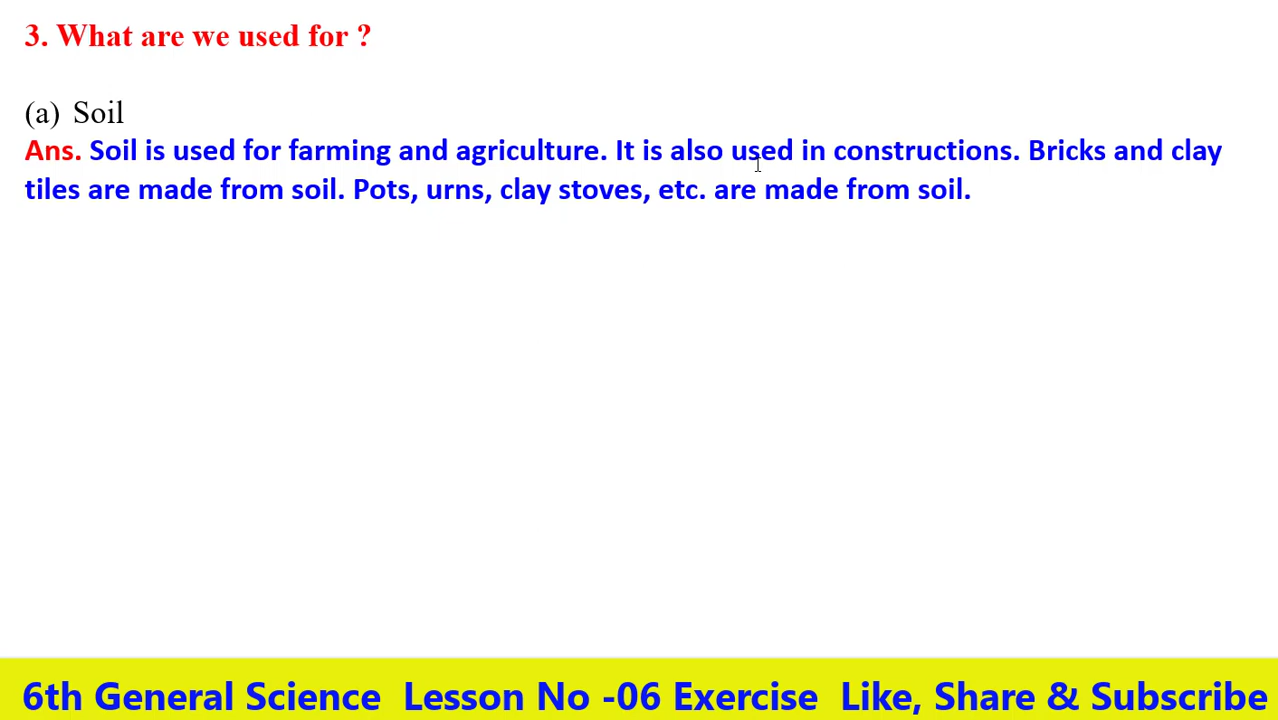 3. What are we used for ?
(a) Soil
Ans. Soil is used for farming and agriculture. It is also used in constructions. Bricks and clay
tiles are made from soil. Pots, urns, clay stoves, etc. are made from soil.
6th General Science Lesson No -06 Exercise Like, Share & Subscribe